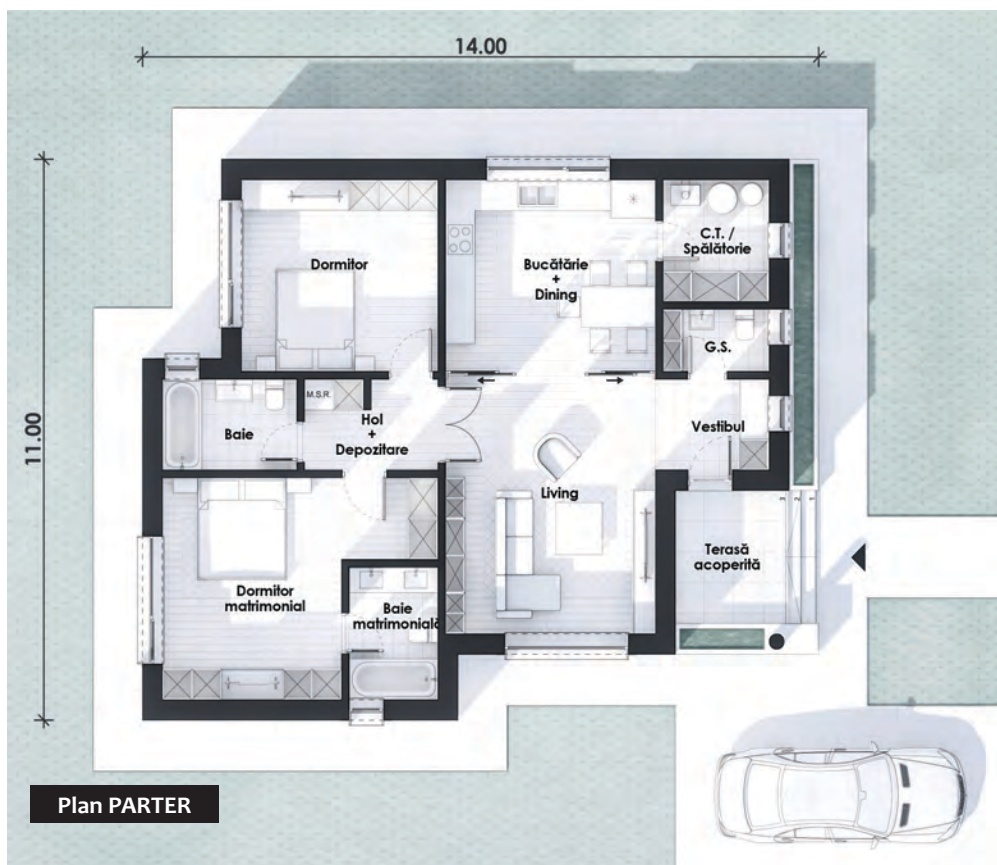 14.00
11.00
Dormitor
Bucătărie
+
Dining
C.T. /
Spălătorie
G.S.
M.S.R.
Hol
+
Depozitare
Baie
Vestibul
Living
Terasă
acoperită
Dormitor
matrimonial
Baie
matrimonială
Plan PARTER